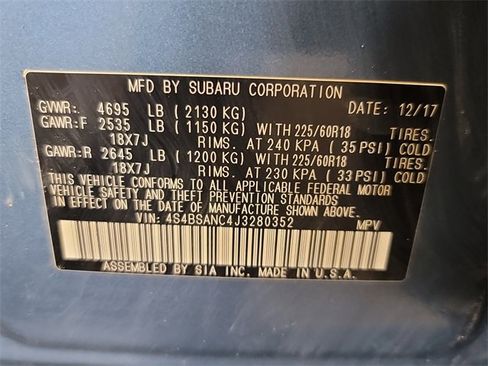 MFD BY SUBARU CORPORATION
GVWR: 4695 LB (2130 KG) DATE: 12/17
GAWR:F 2535 LB (1150 KG) WITH 225/60R18 TIRES.
18X7J RIMS. AT 240 KPA (35 PSI) COLD
GAWR:R 2645 LB (1200 KG) WITH 225/60R18 TIRES.
18X7J RIMS. AT 230 KPA (33 PSI) COLD
THIS VEHICLE CONFORMS TO ALL APPLICABLE FEDERAL MOTOR
VEHICLE SAFETY AND BUMPER STANDARDS
IN EFFECT ON THE DATE OF MANUFACTURE SHOWN ABOVE.
VIN: 4S4BSANC4J3280352 MPV
ASSEMBLED BY SIA INC. MADE IN U.S.A.